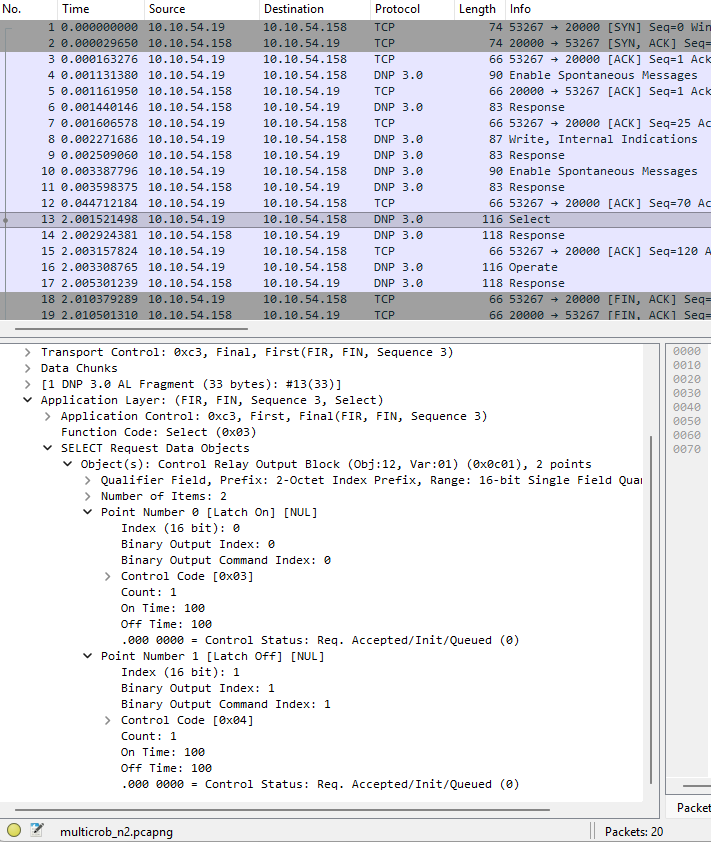 No. Time Source Destination Protocol Length Info
1 0.000000000 10.10.54.19 10.10.54.158 TCP 74 53267 → 20000 [SYN] Seq=0 Win
2 0.000029650 10.10.54.158 10.10.54.19 TCP 74 20000 → 53267 [SYN, ACK] Seq=
3 0.000163276 10.10.54.19 10.10.54.158 TCP 66 53267 → 20000 [ACK] Seq=1 Ack
4 0.001131380 10.10.54.19 10.10.54.158 DNP 3.0 90 Enable Spontaneous Messages
5 0.001161950 10.10.54.158 10.10.54.19 TCP 66 20000 → 53267 [ACK] Seq=1 Ack
6 0.001440146 10.10.54.158 10.10.54.19 DNP 3.0 83 Response
7 0.001606578 10.10.54.19 10.10.54.158 TCP 66 53267 → 20000 [ACK] Seq=25 Ac
8 0.002271686 10.10.54.19 10.10.54.158 DNP 3.0 87 Write, Internal Indications
9 0.002509060 10.10.54.158 10.10.54.19 DNP 3.0 83 Response
10 0.003387796 10.10.54.19 10.10.54.158 DNP 3.0 90 Enable Spontaneous Messages
11 0.003598375 10.10.54.158 10.10.54.19 DNP 3.0 83 Response
12 0.044712184 10.10.54.19 10.10.54.158 TCP 66 53267 → 20000 [ACK] Seq=70 Ac
13 2.001521498 10.10.54.19 10.10.54.158 DNP 3.0 116 Select
14 2.002924381 10.10.54.158 10.10.54.19 DNP 3.0 118 Response
15 2.003157824 10.10.54.19 10.10.54.158 TCP 66 53267 → 20000 [ACK] Seq=120 A
16 2.003308765 10.10.54.19 10.10.54.158 DNP 3.0 116 Operate
17 2.005301239 10.10.54.158 10.10.54.19 DNP 3.0 118 Response
18 2.010379289 10.10.54.19 10.10.54.158 TCP 66 53267 → 20000 [FIN, ACK] Seq=
19 2.010501310 10.10.54.158 10.10.54.19 TCP 66 20000 → 53267 [FIN, ACK] Seq=
Transport Control: 0xc3, Final, First(FIR, FIN, Sequence 3)
Data Chunks
[1 DNP 3.0 AL Fragment (33 bytes): #13(33)]
Application Layer: (FIR, FIN, Sequence 3, Select)
Application Control: 0xc3, First, Final(FIR, FIN, Sequence 3)
Function Code: Select (0x03)
SELECT Request Data Objects
Object(s): Control Relay Output Block (Obj:12, Var:01) (0x0c01), 2 points
Qualifier Field, Prefix: 2-Octet Index Prefix, Range: 16-bit Single Field Quan
Number of Items: 2
Point Number 0 [Latch On] [NUL]
Index (16 bit): 0
Binary Output Index: 0
Binary Output Command Index: 0
Control Code [0x03]
Count: 1
On Time: 100
Off Time: 100
.000 0000 = Control Status: Req. Accepted/Init/Queued (0)
Point Number 1 [Latch Off] [NUL]
Index (16 bit): 1
Binary Output Index: 1
Binary Output Command Index: 1
Control Code [0x04]
Count: 1
On Time: 100
Off Time: 100
.000 0000 = Control Status: Req. Accepted/Init/Queued (0)
0000
0010
0020
0030
0040
0050
0060
0070
Packet
multicrob_n2.pcapng
Packets: 20